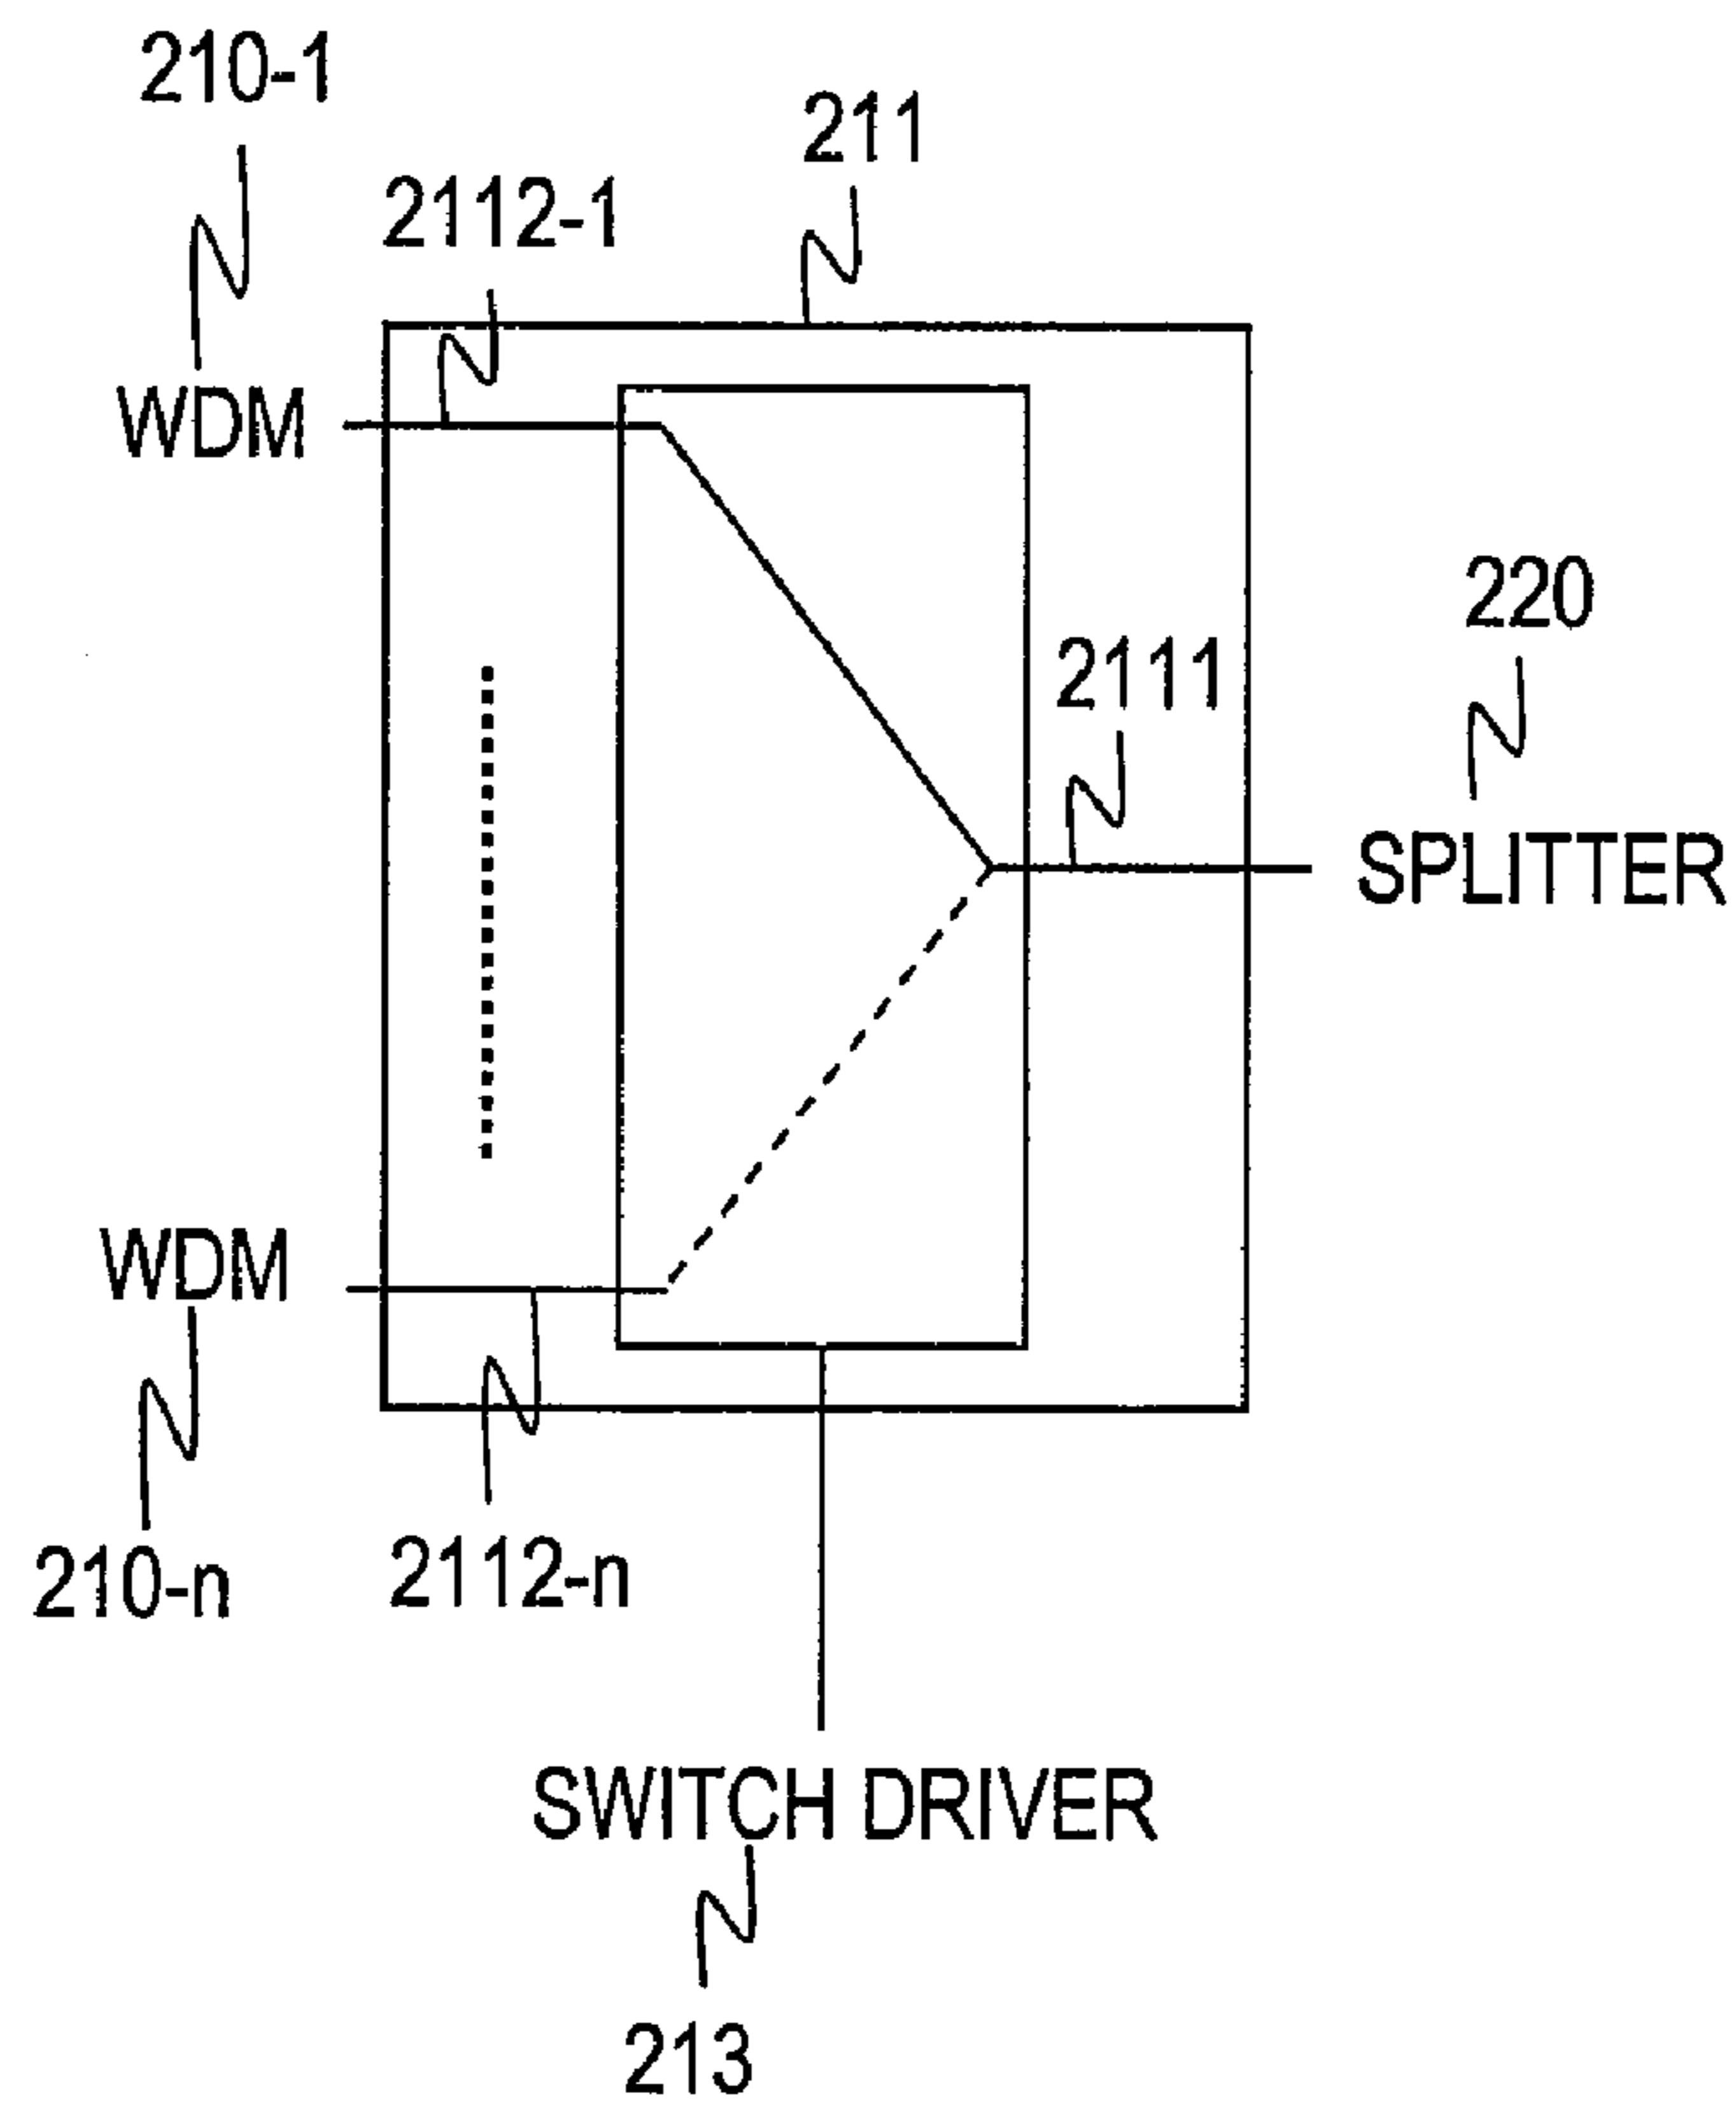 210-1
211
2112-1
WDM
220
2111
SPLITTER
WDM
210-n
2112-n
SWITCH DRIVER
213